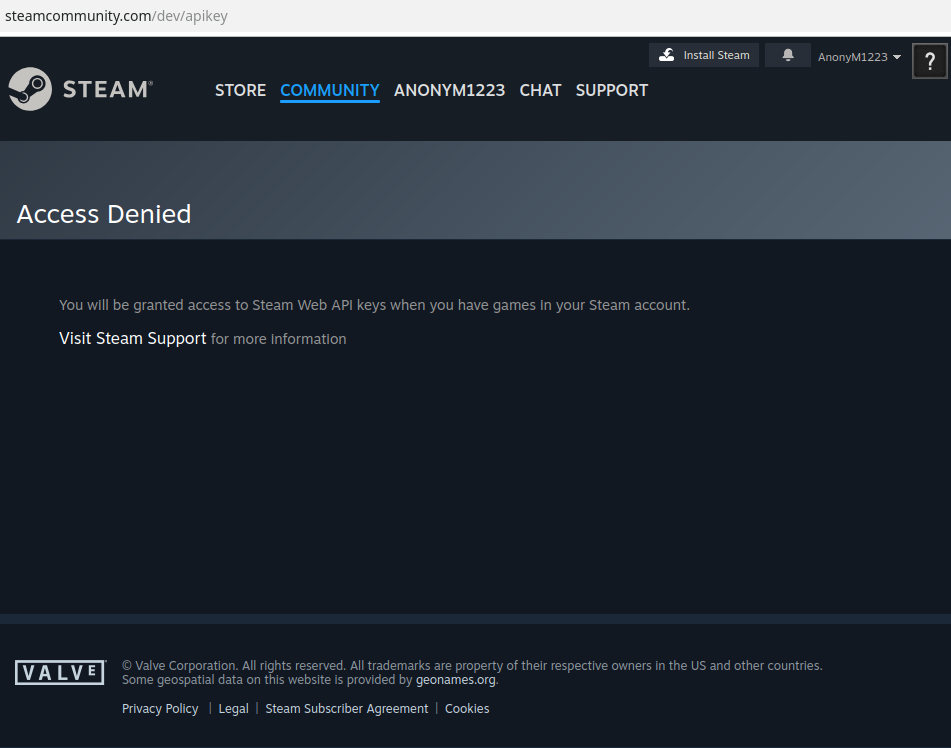 steamcommunity.com/dev/apikey
Install Steam
AnonyM1223
?
STEAM®
STORE COMMUNITY ANONYM1223 CHAT SUPPORT
Access Denied
You will be granted access to Steam Web API keys when you have games in your Steam account.
Visit Steam Support for more information
VALVE
© Valve Corporation. All rights reserved. All trademarks are property of their respective owners in the US and other countries.
Some geospatial data on this website is provided by geonames.org.
Privacy Policy | Legal | Steam Subscriber Agreement | Cookies